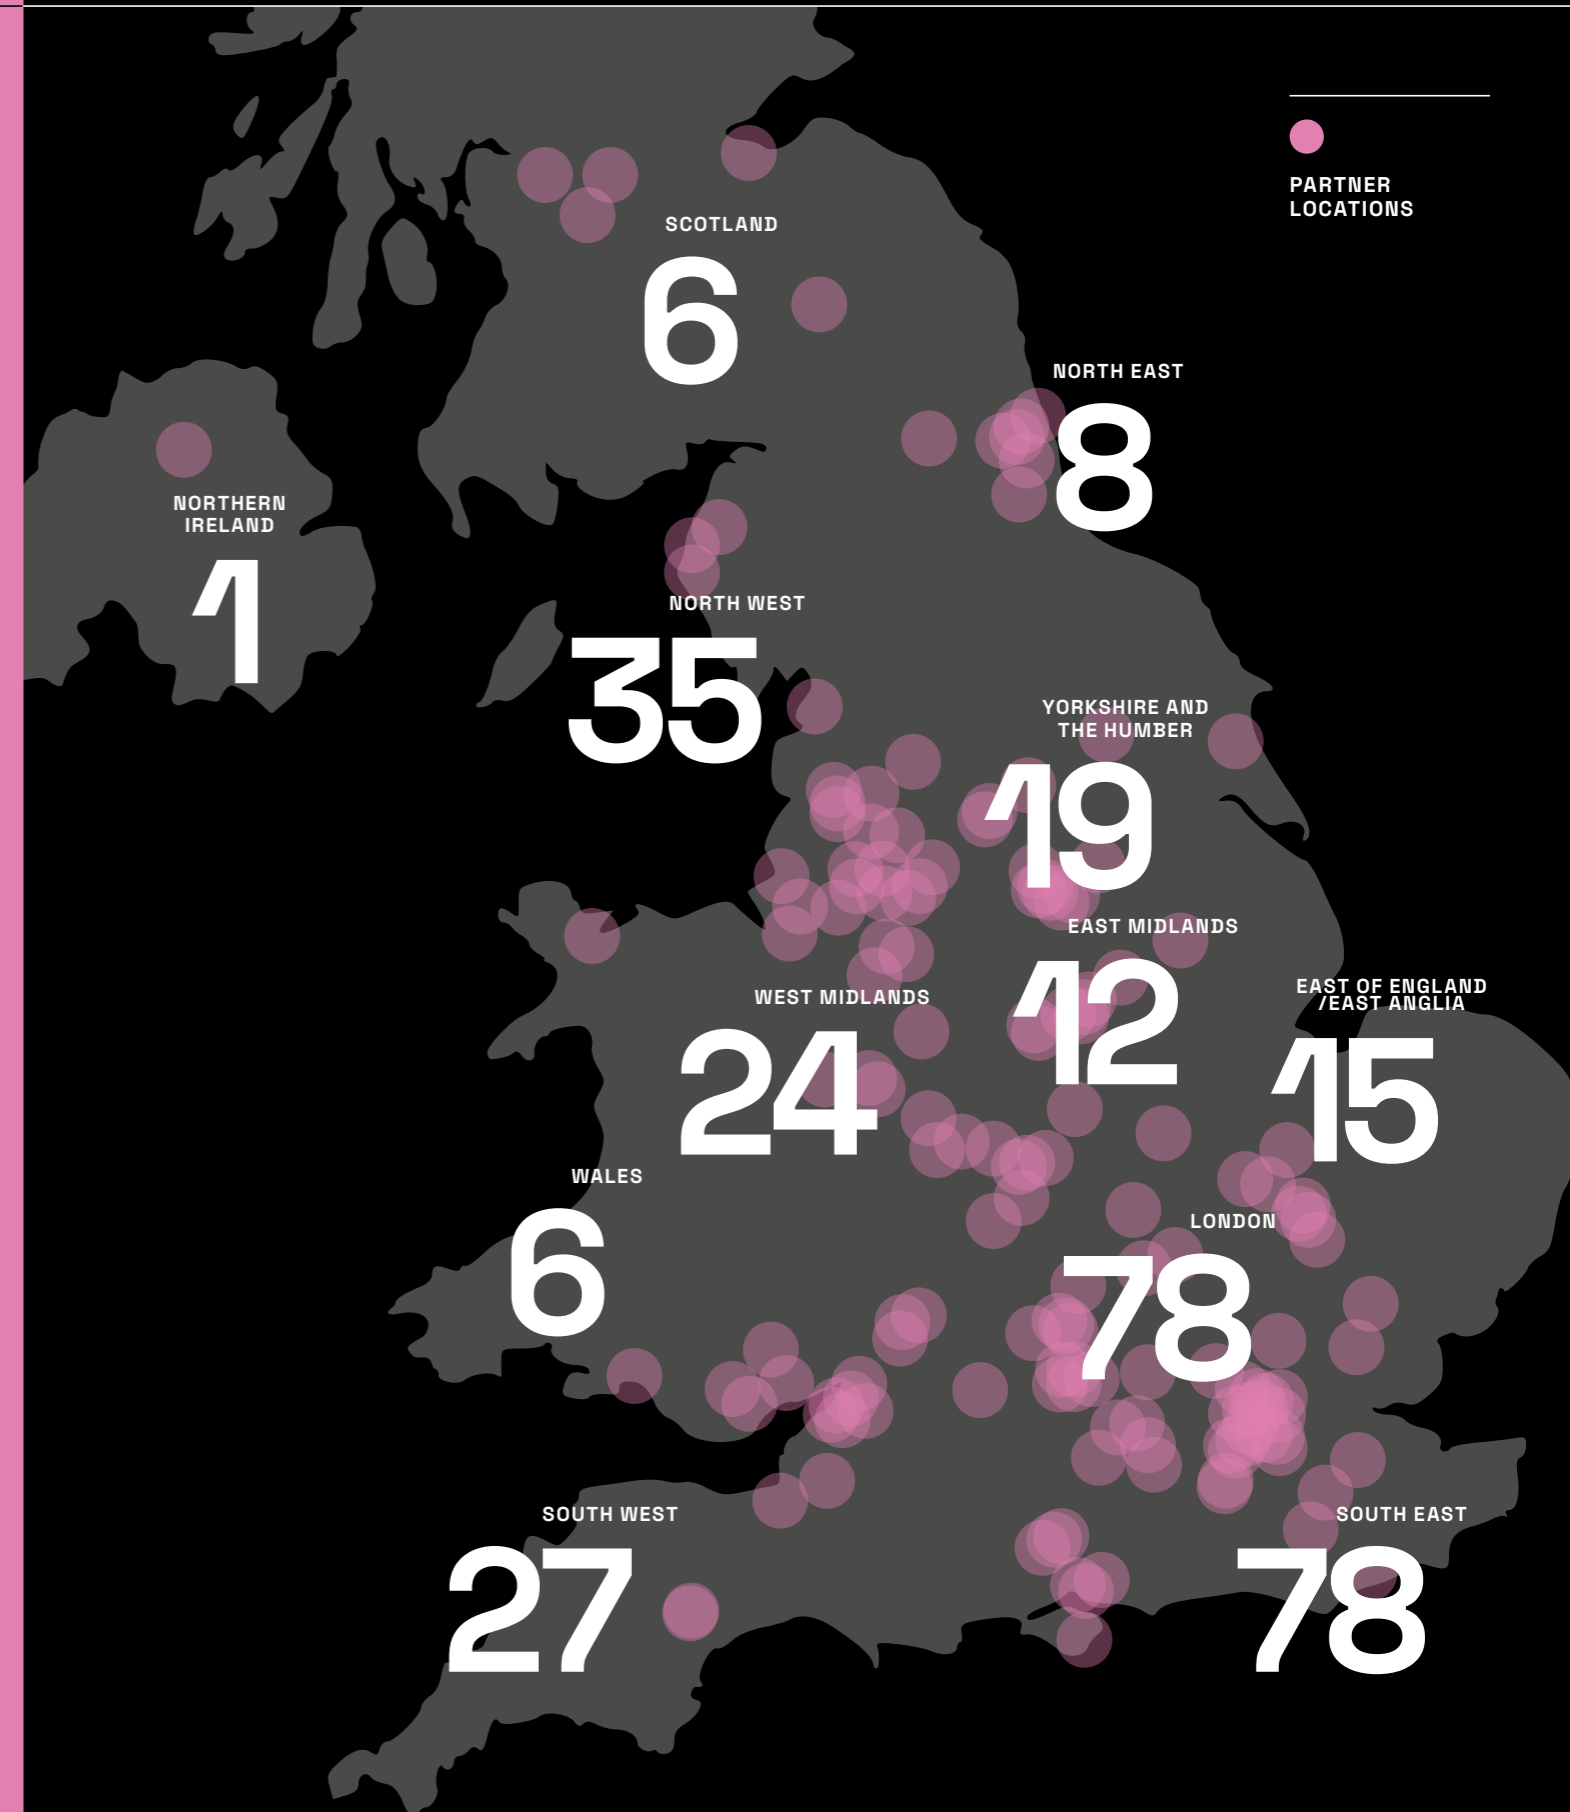 PARTNER
LOCATIONS
SCOTLAND
6
NORTH EAST
8
NORTHERN
IRELAND
1
NORTH WEST
35
YORKSHIRE AND
THE HUMBER
19
EAST MIDLANDS
12
EAST OF ENGLAND
/EAST ANGLIA
15
WEST MIDLANDS
24
WALES
6
LONDON
78
SOUTH WEST
27
SOUTH EAST
78